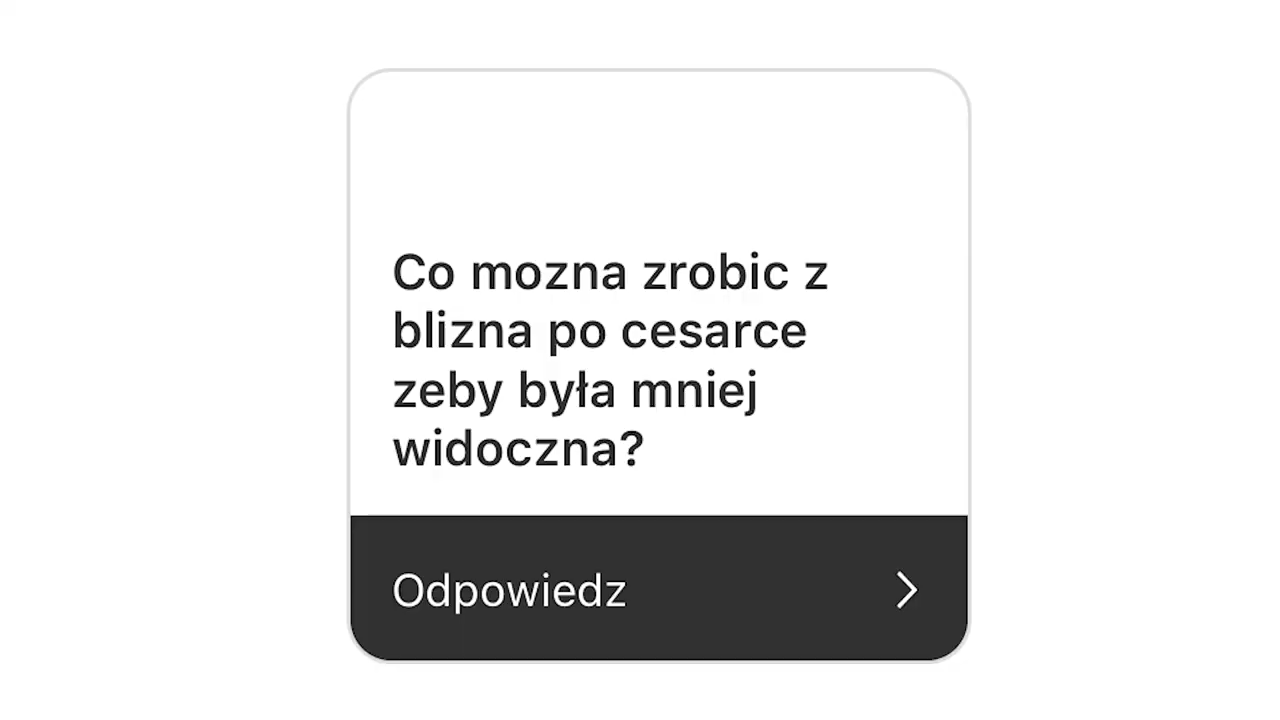 Co mozna zrobic z
blizna po cesarce
zeby była mniej
widoczna?
Odpowiedz